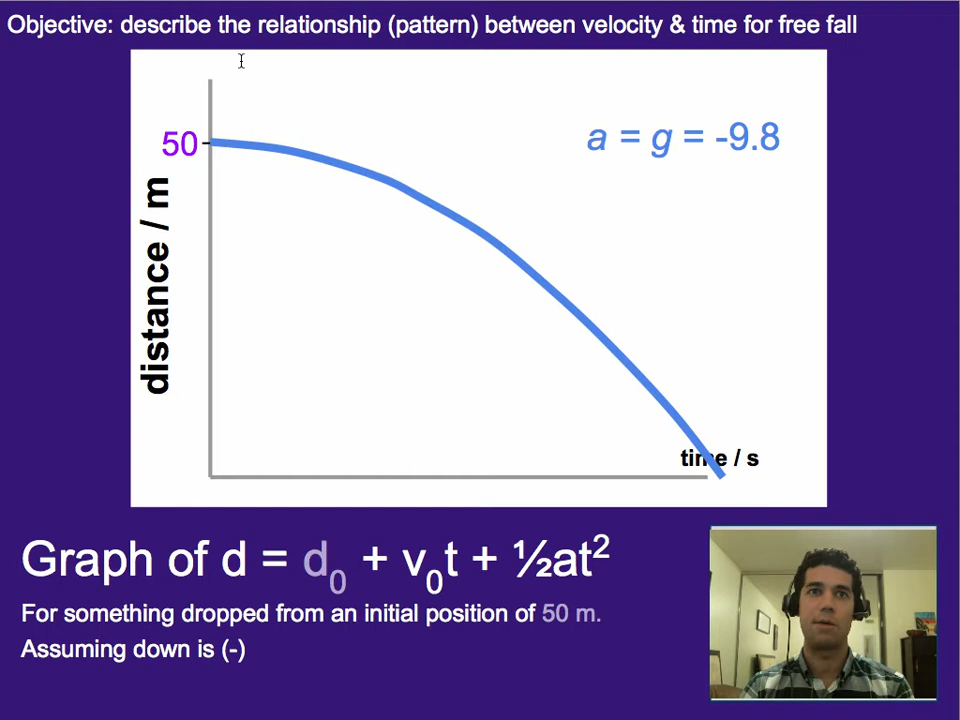 Objective: describe the relationship (pattern) between velocity & time for free fall
a = g = -9.8
50
distance / m
time / s
Graph of d = d₀ + v₀t + ½at²
For something dropped from an initial position of 50 m.
Assuming down is (-)